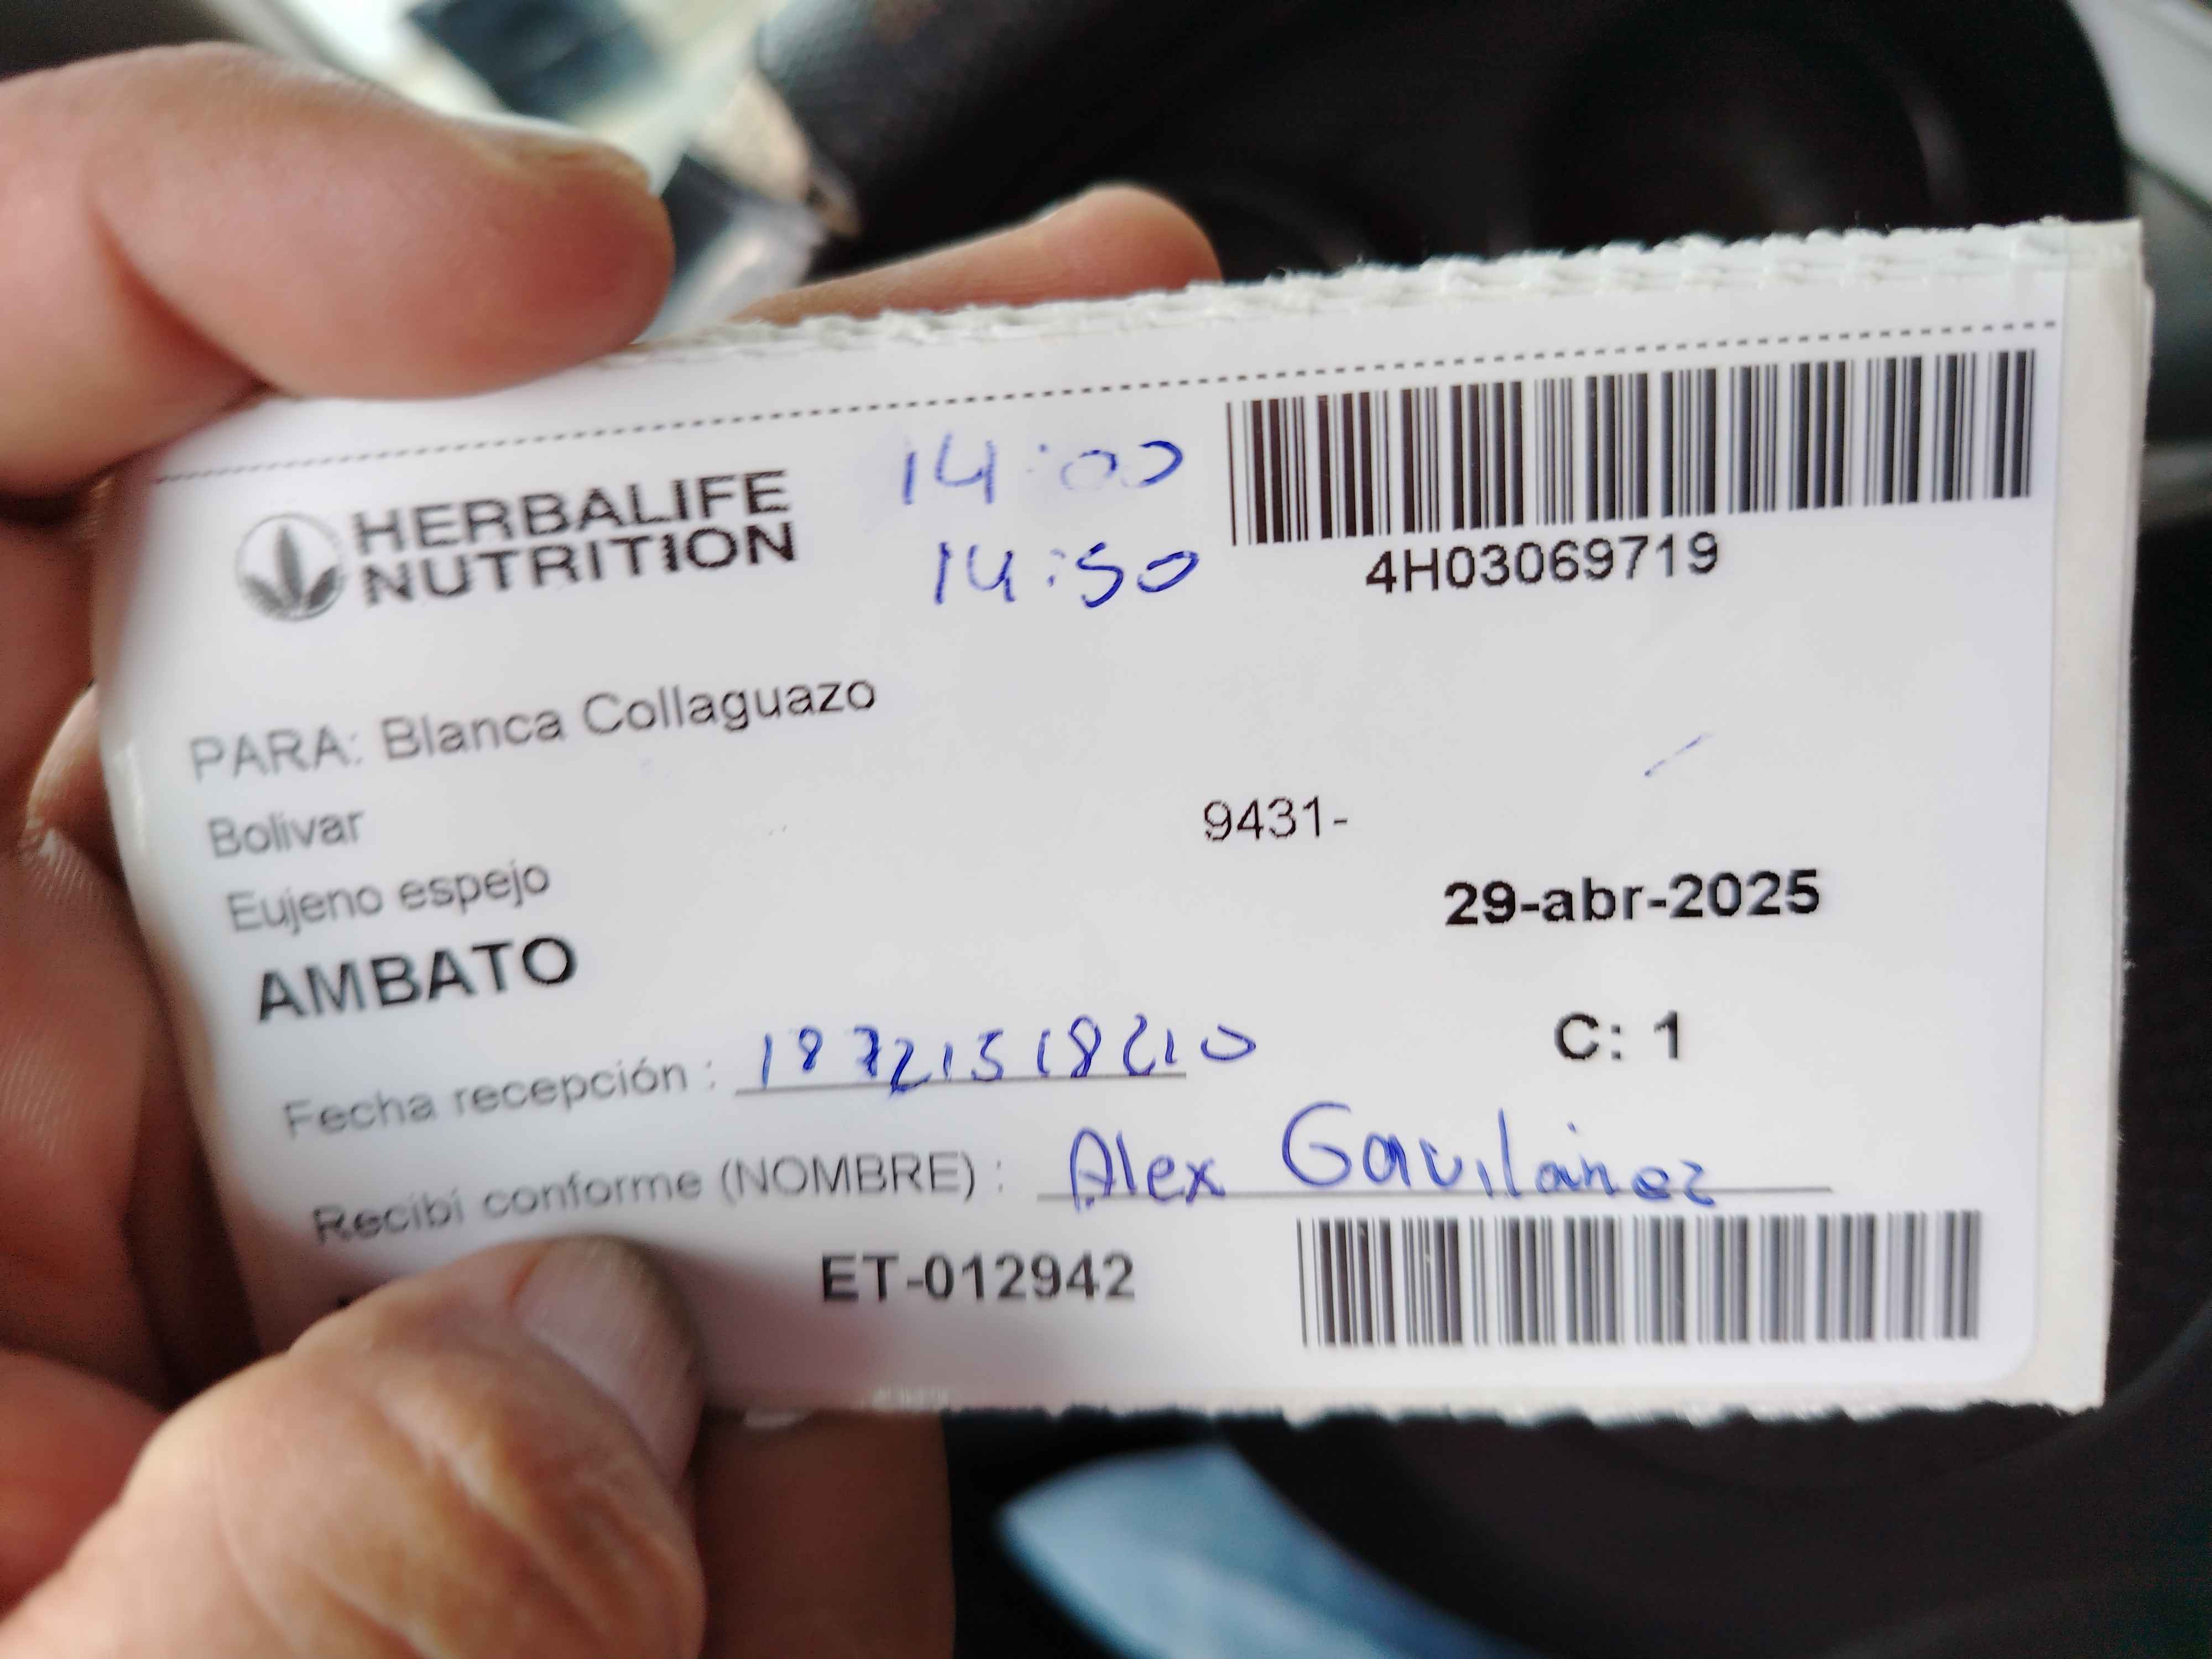 HERBALIFE
NUTRITION
14:00
14:50
4H03069719
PARA: Blanca Collaguazo
Bolivar
9431-
Eujeno espejo
29-abr-2025
AMBATO
C: 1
Fecha recepción :
Recibí conforme (NOMBRE) : Alex Gavilanez
ET-012942